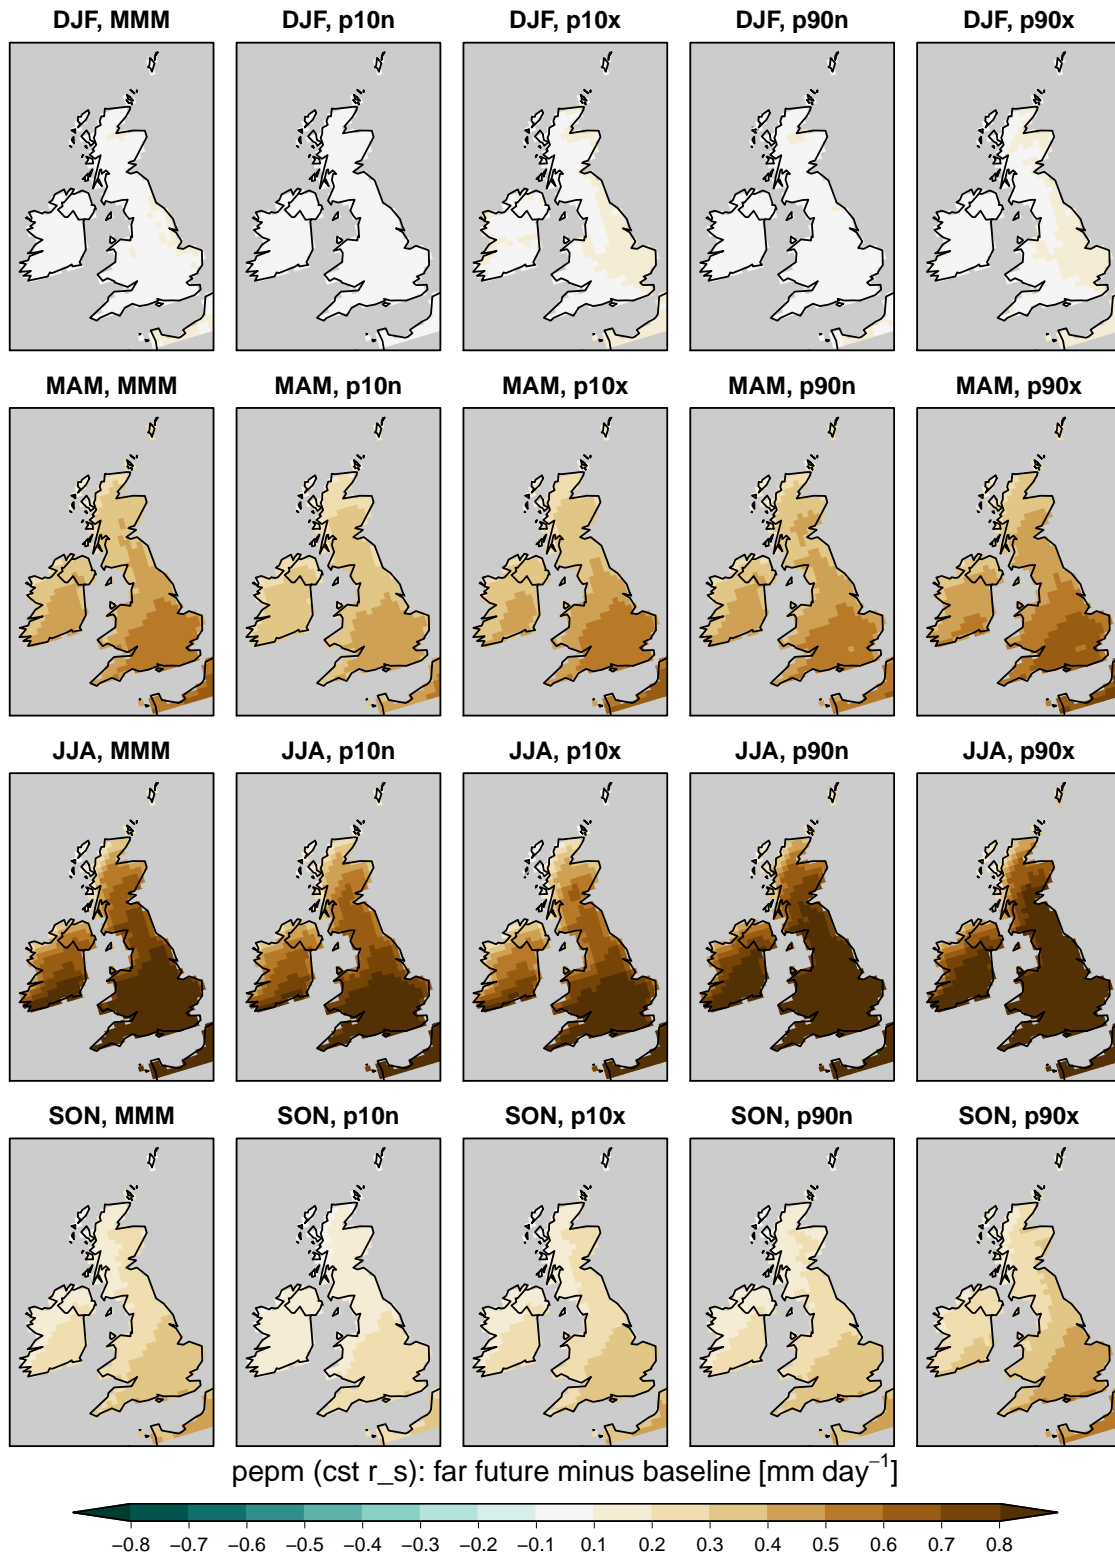 DJF, MMM DJF, p10n DJF, p10x DJF, p90n DJF, p90x
MAM, MMM MAM, p10n MAM, p10x MAM, p90n MAM, p90x
JJA, MMM JJA, p10n JJA, p10x JJA, p90n JJA, p90x
SON, MMM SON, p10n SON, p10x SON, p90n SON, p90x
pepm (cst r_s): far future minus baseline [mm day⁻¹]
−0.8 −0.7 −0.6 −0.5 −0.4 −0.3 −0.2 −0.1 0.1 0.2 0.3 0.4 0.5 0.6 0.7 0.8